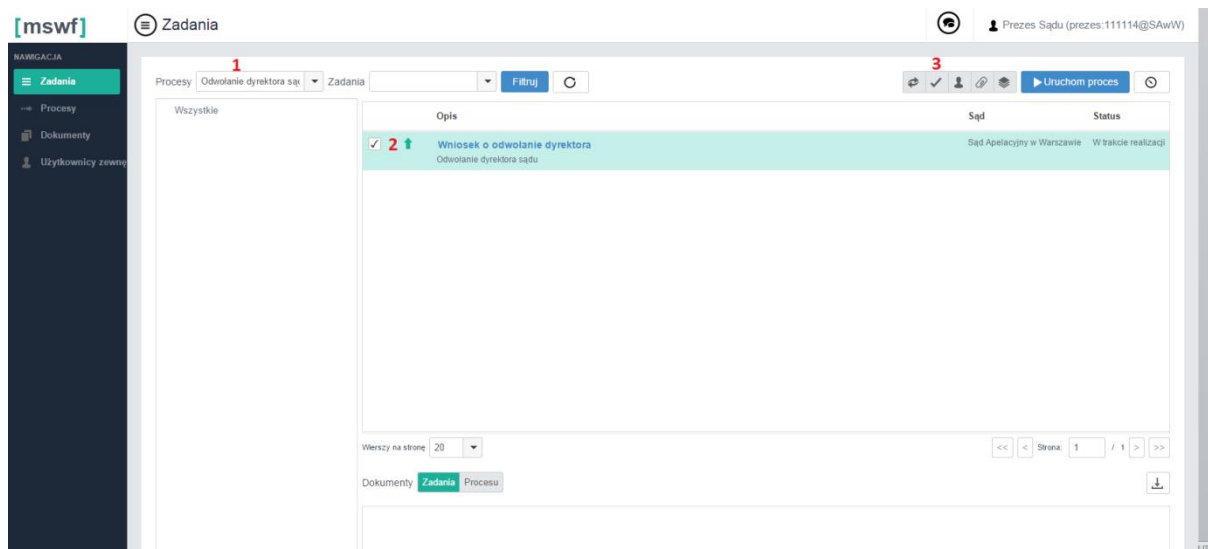 [mswf]
Zadania
Prezes Sądu (prezes:111114@SAwW)
NAWIGACJA
Zadania
Procesy
Dokumenty
Użytkownicy zewnę
1
3
Procesy Odwołanie dyrektora są Zadania Filtruj Uruchom proces
Wszystkie
Opis Sąd Status
2 Wniosek o odwołanie dyrektora Sąd Apelacyjny w Warszawie W trakcie realizacji
Odwołanie dyrektora sądu
Wierszy na stronę 20 << < Strona: 1 / 1 > >>
Dokumenty Zadania Procesu